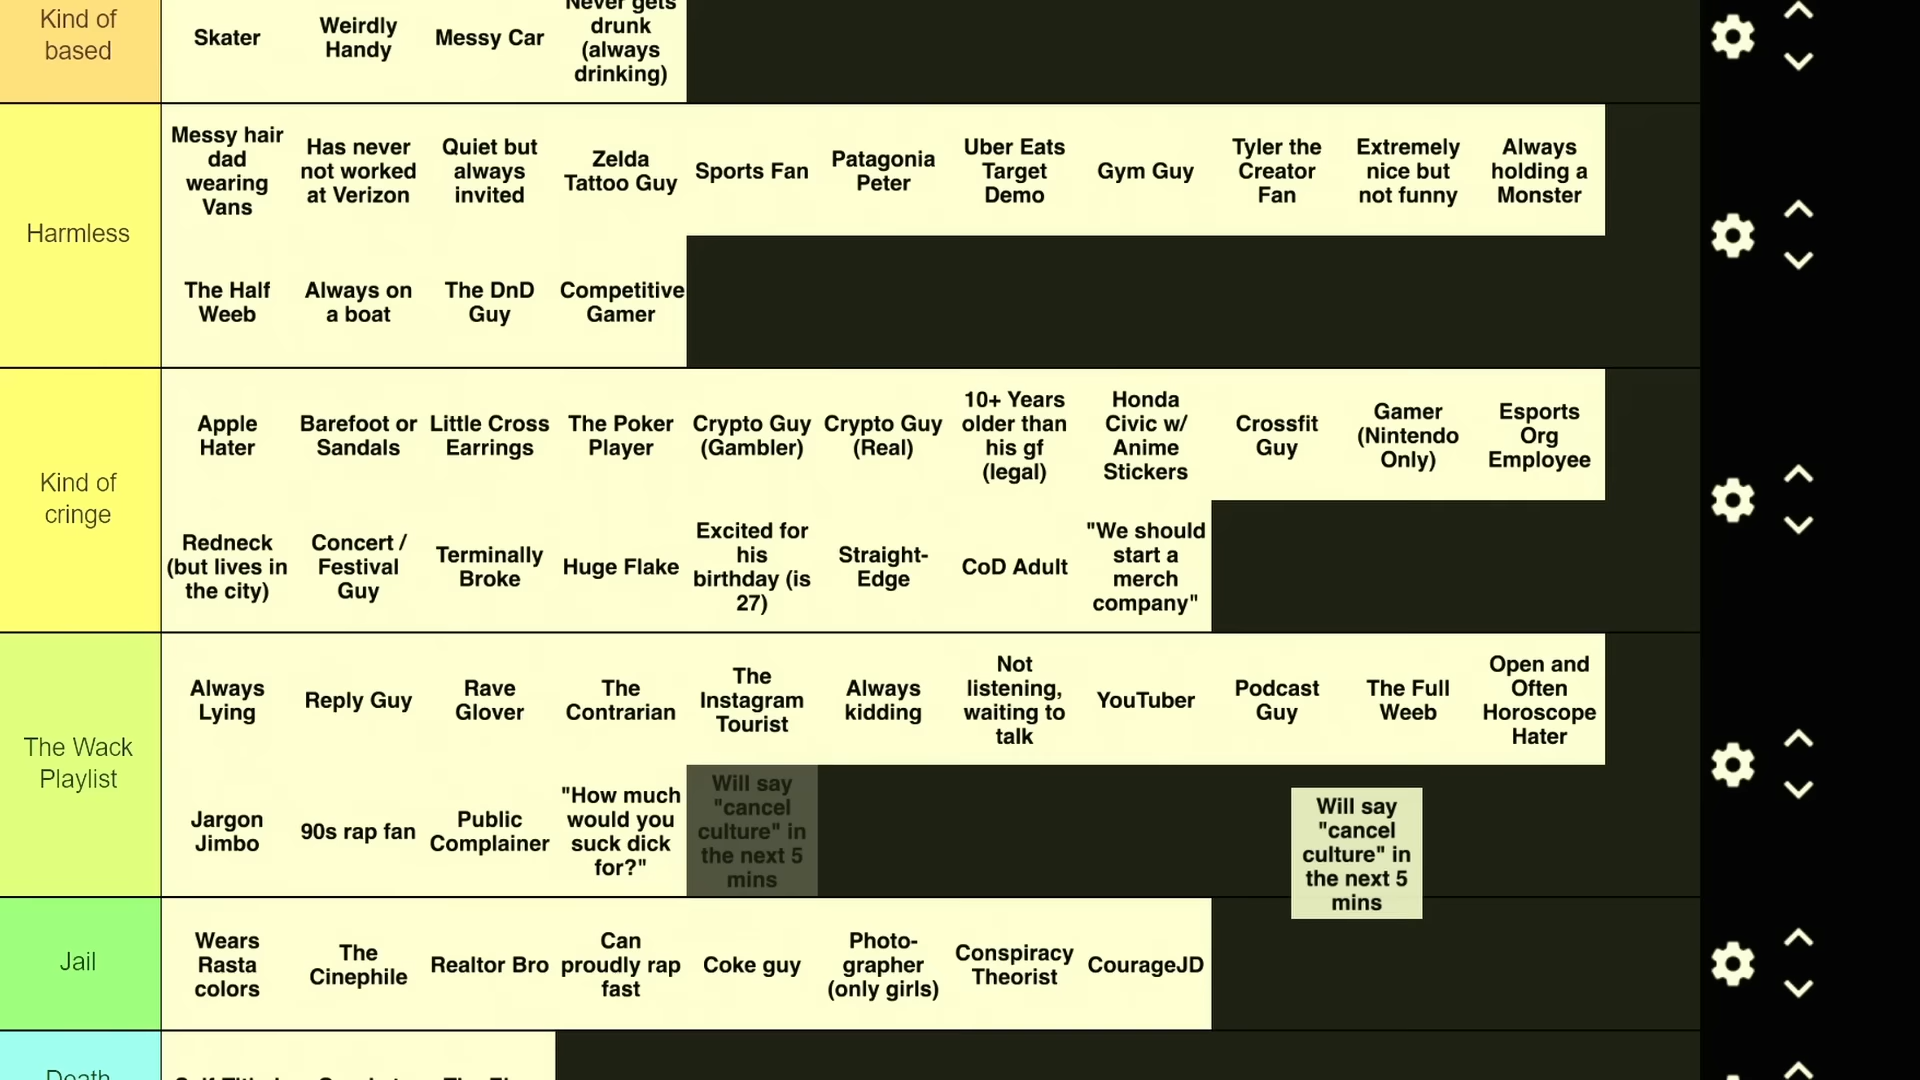 Kind of
based
Skater
Weirdly
Handy
Messy Car
Never gets
drunk
(always
drinking)
Harmless
Messy hair
dad
wearing
Vans
Has never
not worked
at Verizon
Quiet but
always
invited
Zelda
Tattoo Guy
Sports Fan
Patagonia
Peter
Uber Eats
Target
Demo
Gym Guy
Tyler the
Creator
Fan
Extremely
nice but
not funny
Always
holding a
Monster
The Half
Weeb
Always on
a boat
The DnD
Guy
Competitive
Gamer
Kind of
cringe
Apple
Hater
Barefoot or
Sandals
Little Cross
Earrings
The Poker
Player
Crypto Guy
(Gambler)
Crypto Guy
(Real)
10+ Years
older than
his gf
(legal)
Honda
Civic w/
Anime
Stickers
Crossfit
Guy
Gamer
(Nintendo
Only)
Esports
Org
Employee
Redneck
(but lives in
the city)
Concert /
Festival
Guy
Terminally
Broke
Huge Flake
Excited for
his
birthday (is
27)
Straight-
Edge
CoD Adult
"We should
start a
merch
company"
The Wack
Playlist
Always
Lying
Reply Guy
Rave
Glover
The
Contrarian
The
Instagram
Tourist
Always
kidding
Not
listening,
waiting to
talk
YouTuber
Podcast
Guy
The Full
Weeb
Open and
Often
Horoscope
Hater
Jargon
Jimbo
90s rap fan
Public
Complainer
"How much
would you
suck dick
for?"
Will say
"cancel
culture" in
the next 5
mins
Will say
"cancel
culture" in
the next 5
mins
Jail
Wears
Rasta
colors
The
Cinephile
Realtor Bro
Can
proudly rap
fast
Coke guy
Photo-
grapher
(only girls)
Conspiracy
Theorist
CourageJD
Death